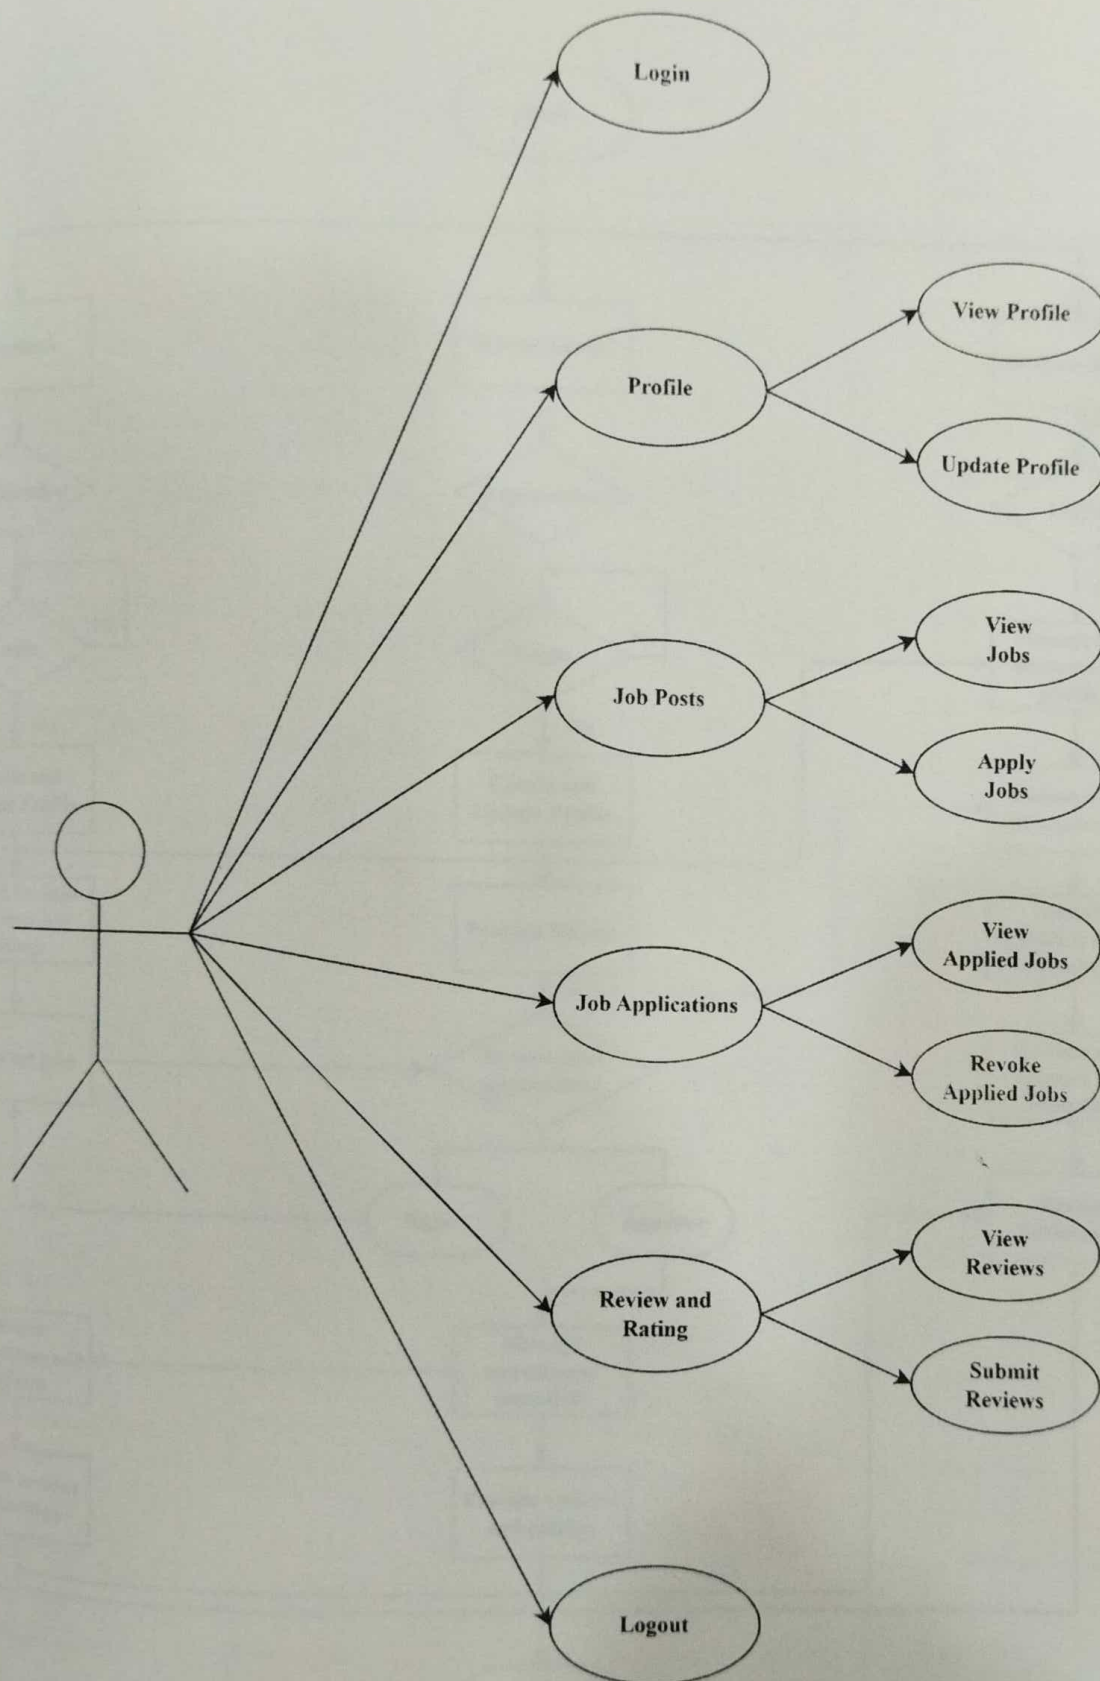 Login
View Profile
Profile
Update Profile
View
Jobs
Job Posts
Apply
Jobs
View
Applied Jobs
Job Applications
Revoke
Applied Jobs
View
Reviews
Review and
Rating
Submit
Reviews
Logout